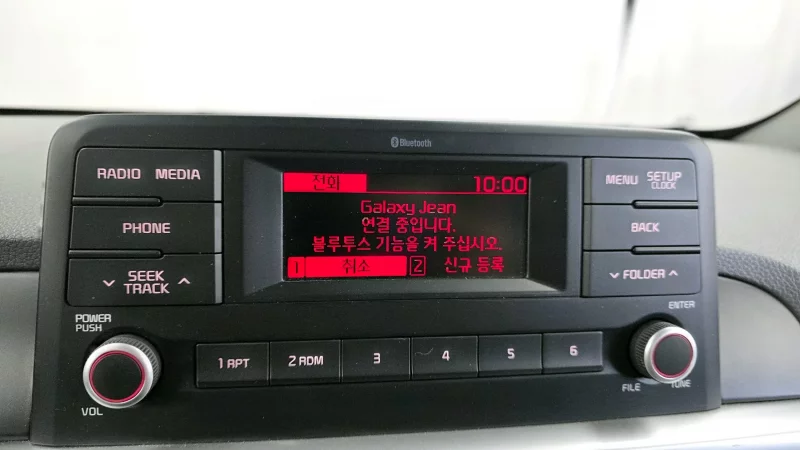 Bluetooth
RADIO MEDIA
전화 10:00
MENU SETUP
CLOCK
Galaxy Jean
연결 중입니다.
블루투스 기능을 켜 주십시오.
1 취소 2 신규 등록
PHONE
BACK
SEEK
TRACK
FOLDER
POWER
PUSH
ENTER
1 RPT 2 RDM 3 4 5 6
VOL
FILE TUNE